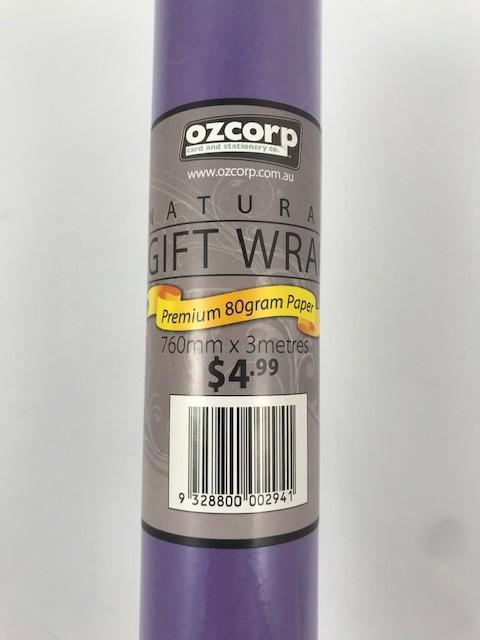 ozcorp
card and stationery co.
www.ozcorp.com.au
NATURA
GIFT WRA
Premium 80gram Paper
760mm x 3metres
$4.99
9 328800 002941